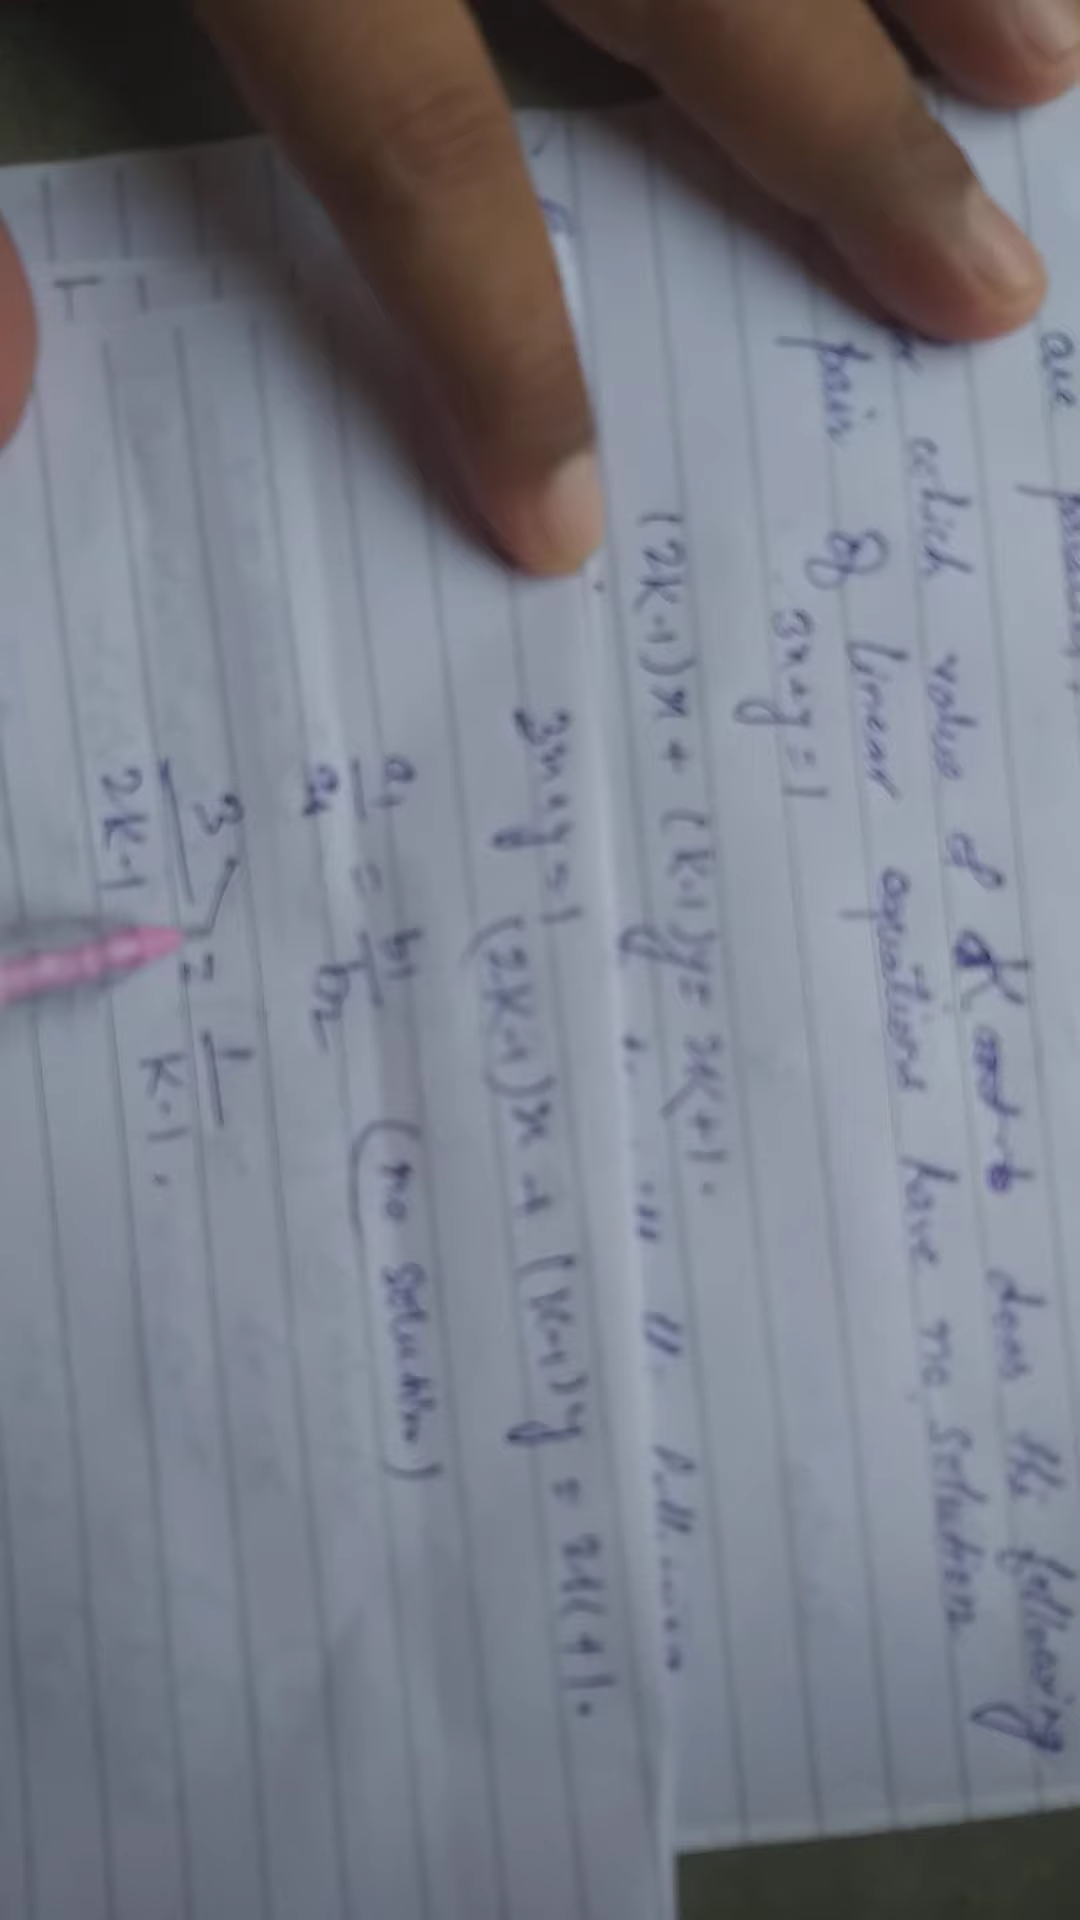 are
which value of K does the following
pair of linear equations have no solution
3x+y=1
(2K-1)x + (K-1)y = 2K+1.
3x+y=1 (2K-1)x + (K-1)y = 2K+1.
a₁/a₂ = b₁/b₂ (no solution)
3/2K-1 = 1/K-1.